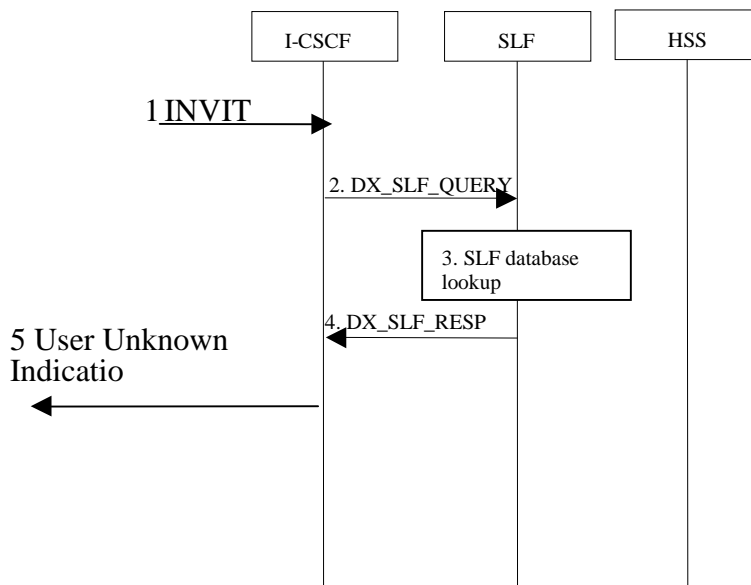 I-CSCF
SLF
HSS
1 INVIT
2. DX_SLF_QUERY
3. SLF database
lookup
4. DX_SLF_RESP
5 User Unknown
Indicatio